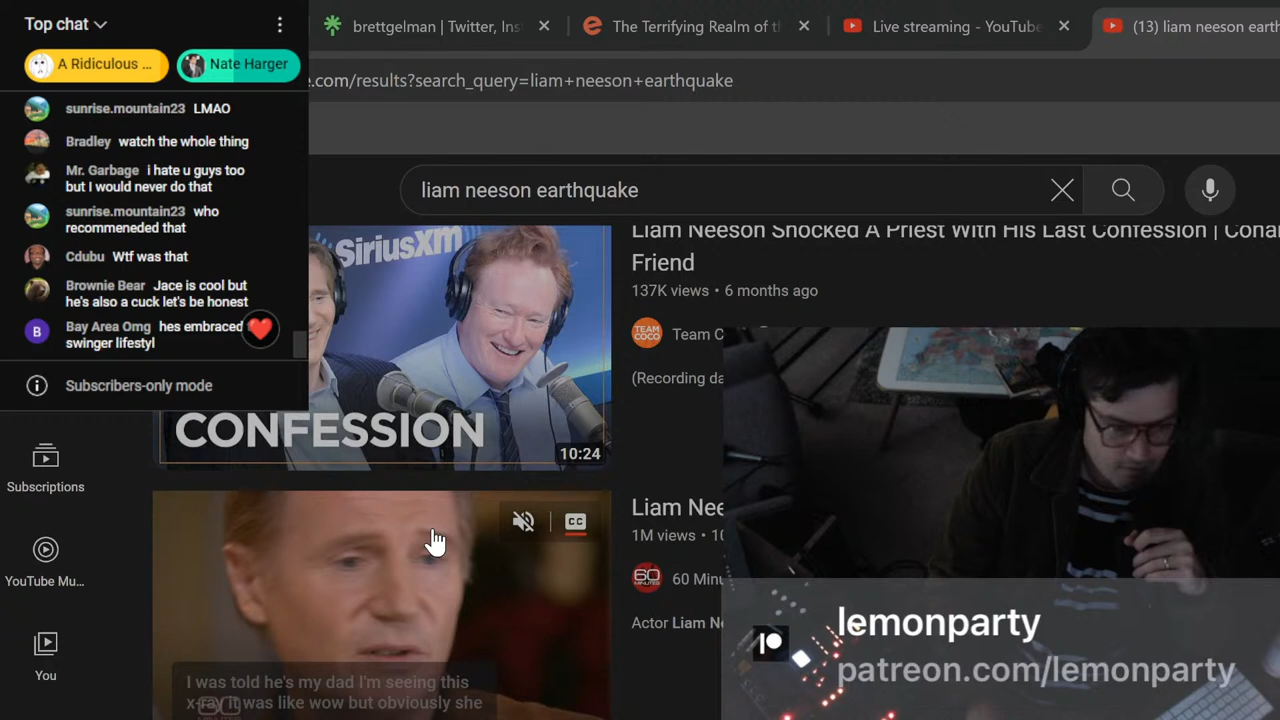 Top chat
A Ridiculous ...
Nate Harger
sunrise.mountain23 LMAO
Bradley watch the whole thing
Mr. Garbage i hate u guys too
but I would never do that
sunrise.mountain23 who
recommeneded that
Cdubu Wtf was that
Brownie Bear Jace is cool but
he's also a cuck let's be honest
B
Bay Area Omg hes embraced
swinger lifestyl
Subscribers-only mode
brettgelman | Twitter, Ins
The Terrifying Realm of t
Live streaming - YouTube
(13) liam neeson earth
e.com/results?search_query=liam+neeson+earthquake
liam neeson earthquake
SiriusXM
CONFESSION
10:24
Liam Neeson Shocked A Priest With His Last Confession | Conan
Friend
137K views • 6 months ago
TEAM
COCO
Team C
(Recording da
Subscriptions
YouTube Mu...
You
CC
I was told he's my dad I'm seeing this
x-ray it was like wow but obviously she
Liam Nee
1M views • 1
60
60 Minu
Actor Liam Ne
lemonparty
patreon.com/lemonparty